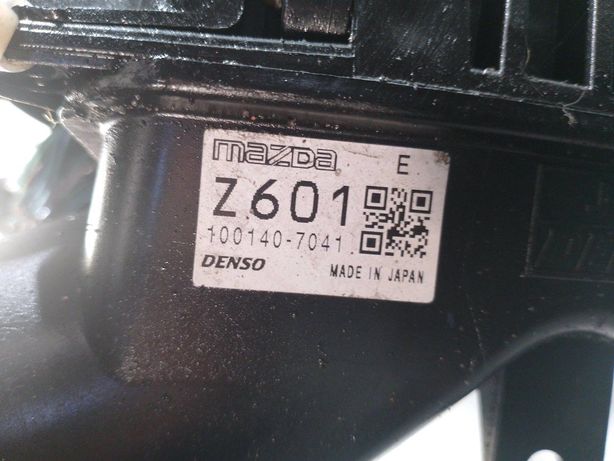 mazda E
Z601
100140-7041
DENSO
MADE IN JAPAN